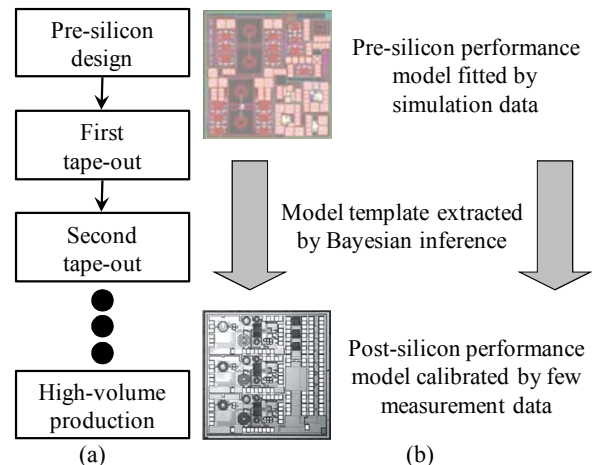 Pre-silicon
design
First
tape-out
Second
tape-out
High-volume
production
(a)
Pre-silicon performance
model fitted by
simulation data
Model template extracted
by Bayesian inference
Post-silicon performance
model calibrated by few
measurement data
(b)